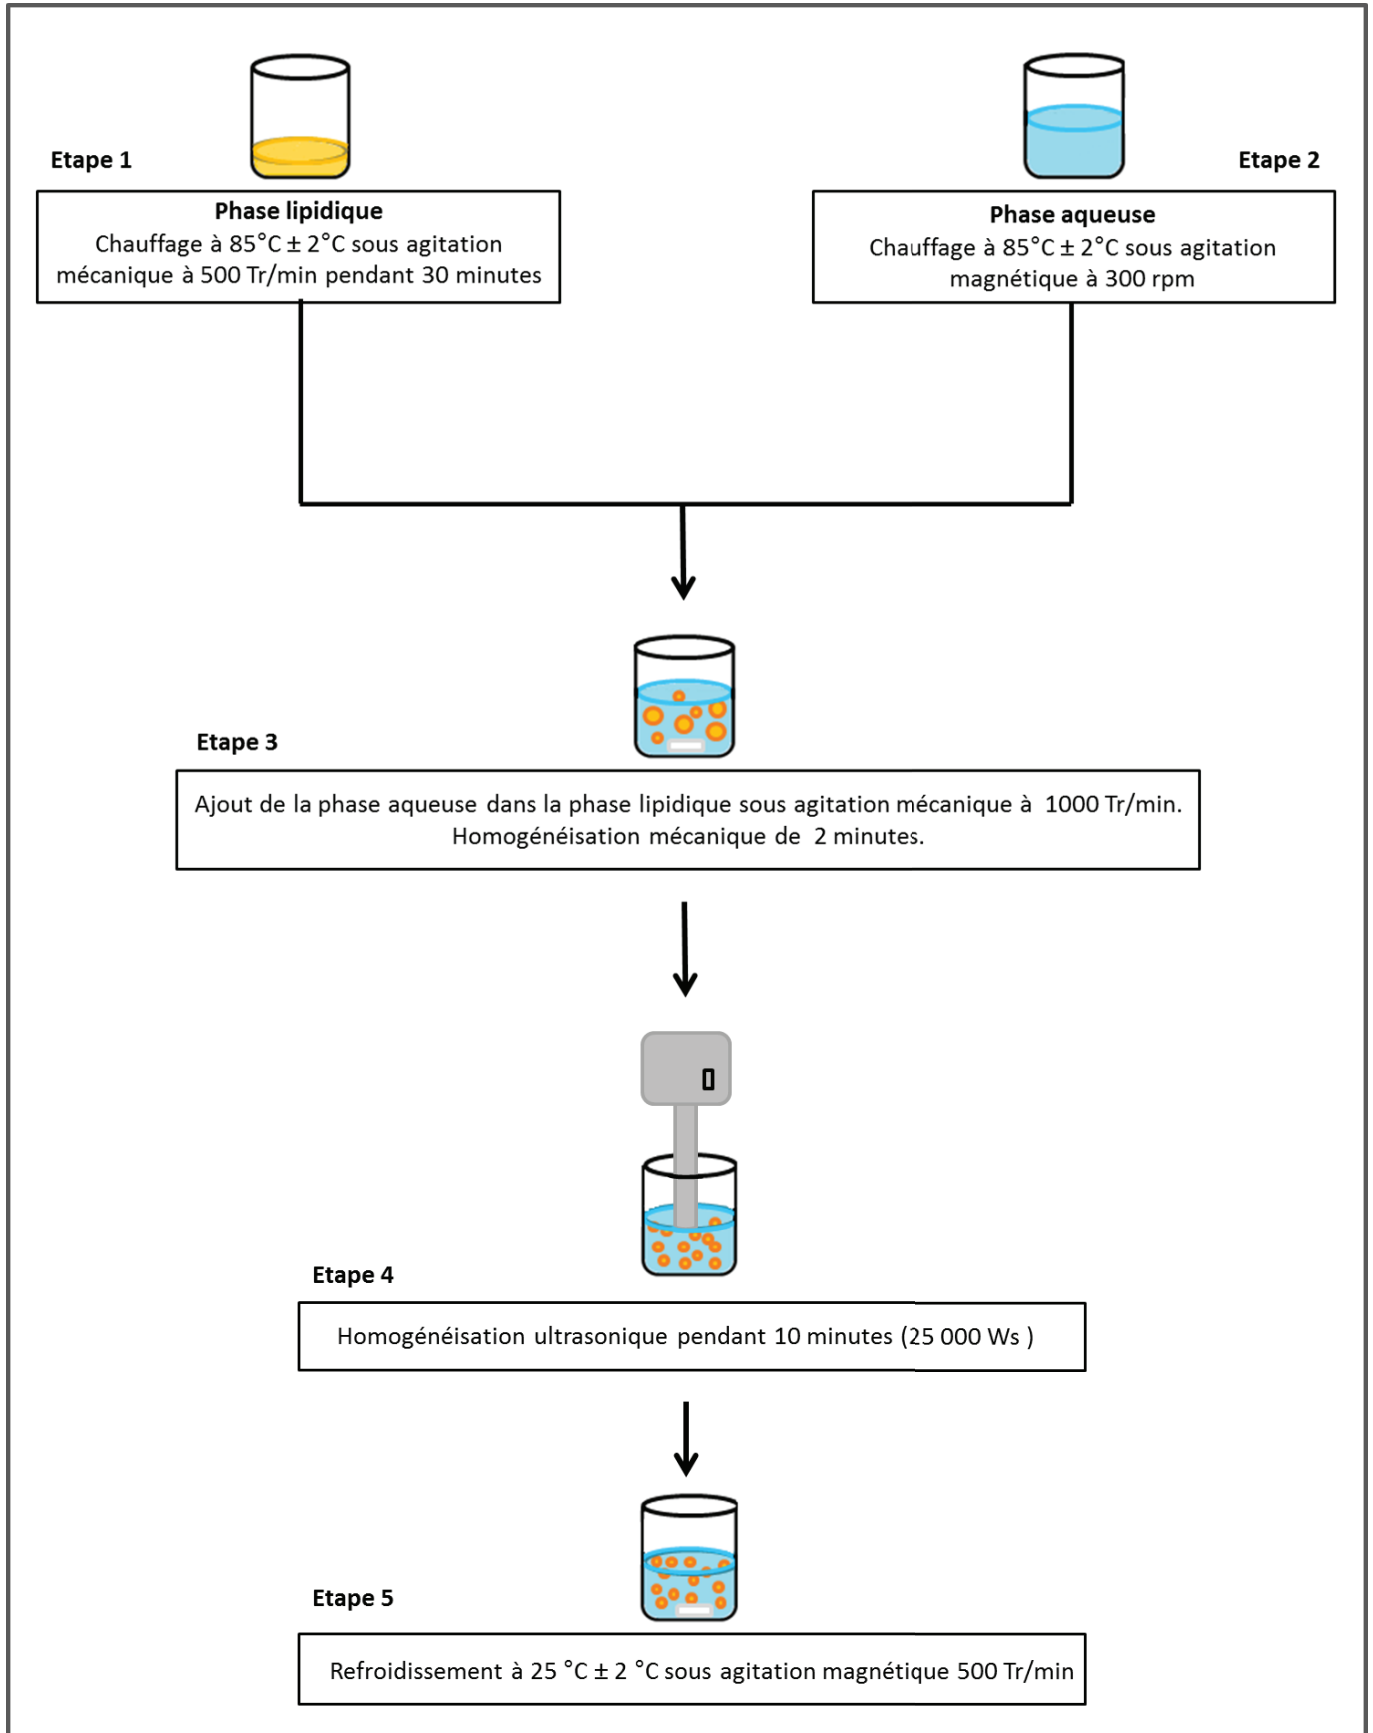 Etape 1
Phase lipidique
Chauffage à 85°C ± 2°C sous agitation
mécanique à 500 Tr/min pendant 30 minutes
Etape 2
Phase aqueuse
Chauffage à 85°C ± 2°C sous agitation
magnétique à 300 rpm
Etape 3
Ajout de la phase aqueuse dans la phase lipidique sous agitation mécanique à 1000 Tr/min.
Homogénéisation mécanique de 2 minutes.
Etape 4
Homogénéisation ultrasonique pendant 10 minutes (25 000 Ws )
Etape 5
Refroidissement à 25 °C ± 2 °C sous agitation magnétique 500 Tr/min